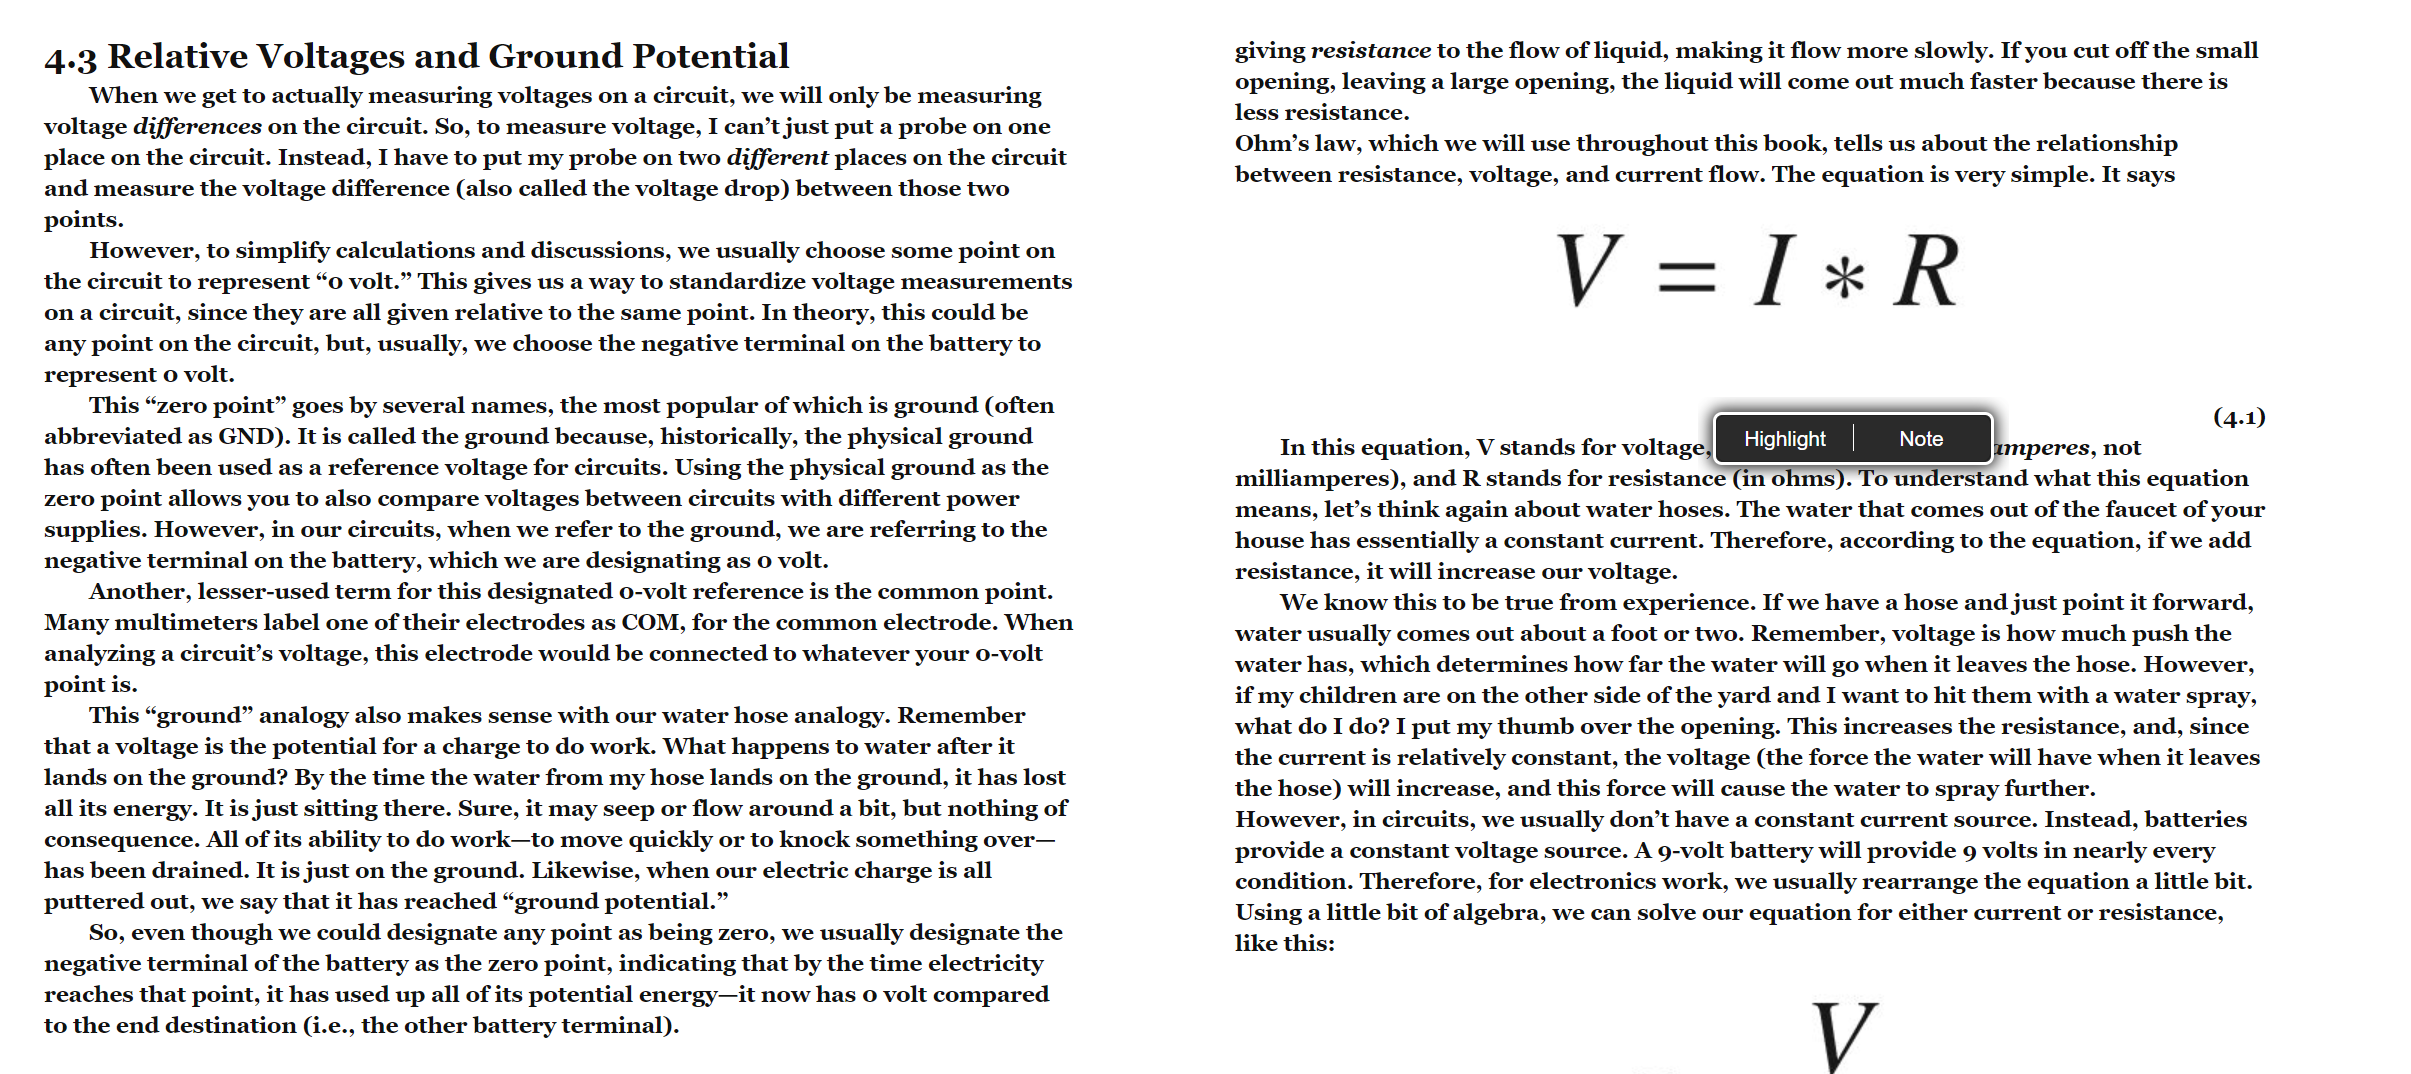 4.3 Relative Voltages and Ground Potential
When we get to actually measuring voltages on a circuit, we will only be measuring
voltage differences on the circuit. So, to measure voltage, I can’t just put a probe on one
place on the circuit. Instead, I have to put my probe on two different places on the circuit
and measure the voltage difference (also called the voltage drop) between those two
points.
However, to simplify calculations and discussions, we usually choose some point on
the circuit to represent “0 volt.” This gives us a way to standardize voltage measurements
on a circuit, since they are all given relative to the same point. In theory, this could be
any point on the circuit, but, usually, we choose the negative terminal on the battery to
represent 0 volt.
This “zero point” goes by several names, the most popular of which is ground (often
abbreviated as GND). It is called the ground because, historically, the physical ground
has often been used as a reference voltage for circuits. Using the physical ground as the
zero point allows you to also compare voltages between circuits with different power
supplies. However, in our circuits, when we refer to the ground, we are referring to the
negative terminal on the battery, which we are designating as 0 volt.
Another, lesser-used term for this designated 0-volt reference is the common point.
Many multimeters label one of their electrodes as COM, for the common electrode. When
analyzing a circuit’s voltage, this electrode would be connected to whatever your 0-volt
point is.
This “ground” analogy also makes sense with our water hose analogy. Remember
that a voltage is the potential for a charge to do work. What happens to water after it
lands on the ground? By the time the water from my hose lands on the ground, it has lost
all its energy. It is just sitting there. Sure, it may seep or flow around a bit, but nothing of
consequence. All of its ability to do work—to move quickly or to knock something over—
has been drained. It is just on the ground. Likewise, when our electric charge is all
puttered out, we say that it has reached “ground potential.”
So, even though we could designate any point as being zero, we usually designate the
negative terminal of the battery as the zero point, indicating that by the time electricity
reaches that point, it has used up all of its potential energy—it now has 0 volt compared
to the end destination (i.e., the other battery terminal).
giving resistance to the flow of liquid, making it flow more slowly. If you cut off the small
opening, leaving a large opening, the liquid will come out much faster because there is
less resistance.
Ohm’s law, which we will use throughout this book, tells us about the relationship
between resistance, voltage, and current flow. The equation is very simple. It says
V = I * R
(4.1)
Highlight Note
In this equation, V stands for voltage, amperes, not
milliamperes), and R stands for resistance (in ohms). To understand what this equation
means, let’s think again about water hoses. The water that comes out of the faucet of your
house has essentially a constant current. Therefore, according to the equation, if we add
resistance, it will increase our voltage.
We know this to be true from experience. If we have a hose and just point it forward,
water usually comes out about a foot or two. Remember, voltage is how much push the
water has, which determines how far the water will go when it leaves the hose. However,
if my children are on the other side of the yard and I want to hit them with a water spray,
what do I do? I put my thumb over the opening. This increases the resistance, and, since
the current is relatively constant, the voltage (the force the water will have when it leaves
the hose) will increase, and this force will cause the water to spray further.
However, in circuits, we usually don’t have a constant current source. Instead, batteries
provide a constant voltage source. A 9-volt battery will provide 9 volts in nearly every
condition. Therefore, for electronics work, we usually rearrange the equation a little bit.
Using a little bit of algebra, we can solve our equation for either current or resistance,
like this:
V